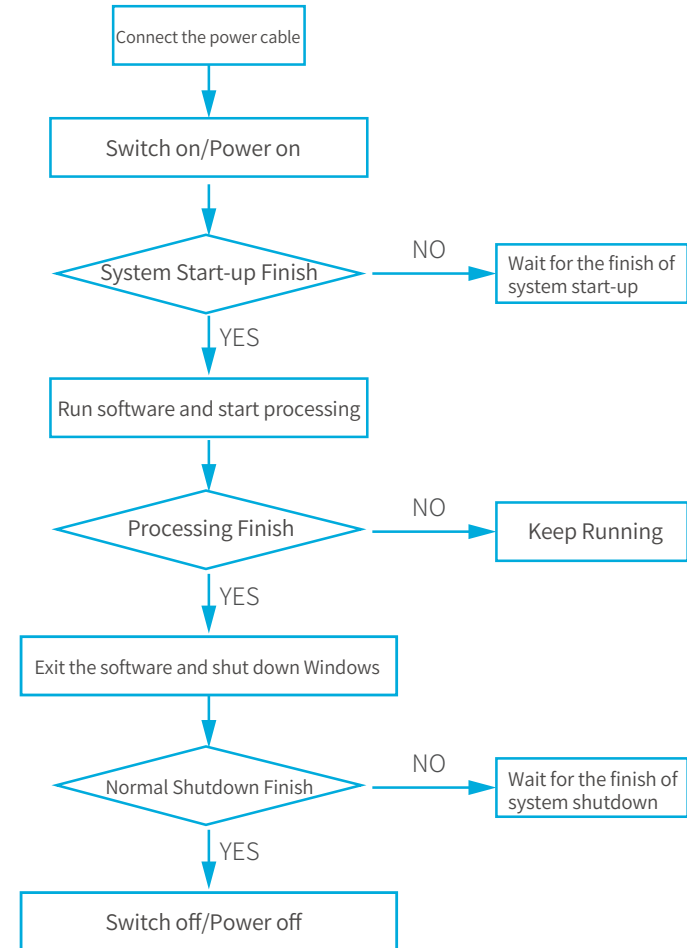 Connect the power cable
Switch on/Power on
System Start-up Finish
NO
Wait for the finish of
system start-up
YES
Run software and start processing
Processing Finish
NO
Keep Running
YES
Exit the software and shut down Windows
Normal Shutdown Finish
NO
Wait for the finish of
system shutdown
YES
Switch off/Power off